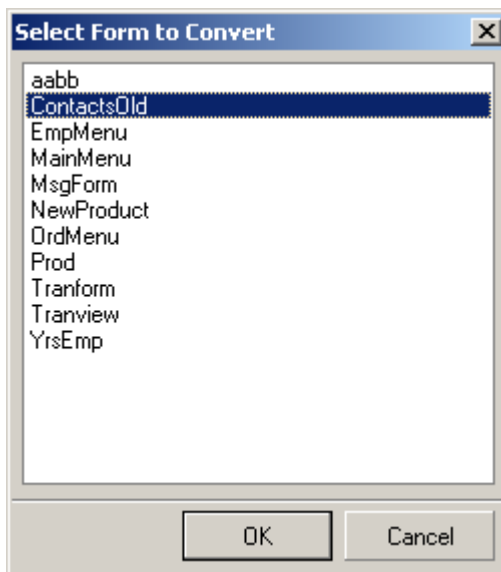 Select Form to Convert
aabb
ContactsOld
EmpMenu
MainMenu
MsgForm
NewProduct
OrdMenu
Prod
Tranform
Tranview
YrsEmp
OK
Cancel